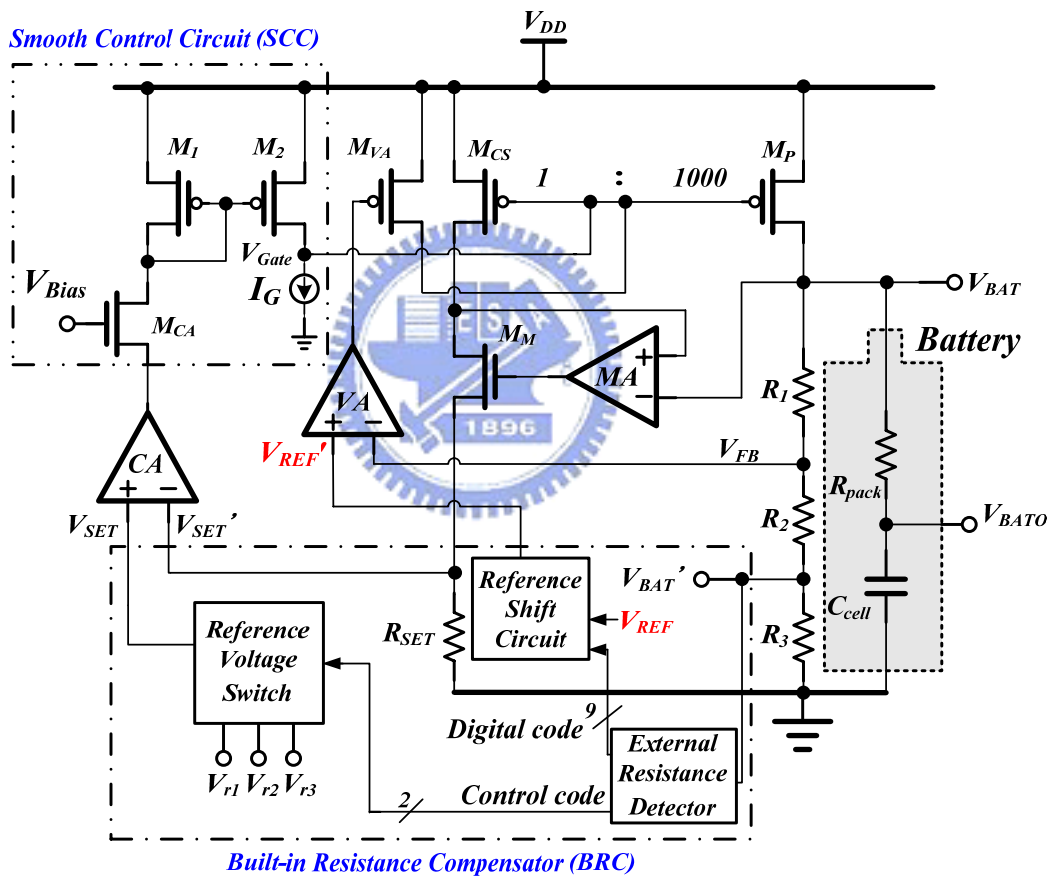 V_DD
Smooth Control Circuit (SCC)
M_1
M_2
M_VA
M_CS
M_P
1 : 1000
V_Gate
V_Bias
I_G
M_CA
V_BAT
M_M
Battery
MA
+
−
R_1
VA
+ −
1896
V_REF'
V_FB
CA
+ −
R_pack
V_SET
V_SET'
R_2
V_BATO
Reference
Shift
Circuit
V_BAT'
C_cell
Reference
Voltage
Switch
R_SET
V_REF
R_3
9
Digital code
External
Resistance
Detector
V_r1 V_r2 V_r3
2
Control code
Built-in Resistance Compensator (BRC)